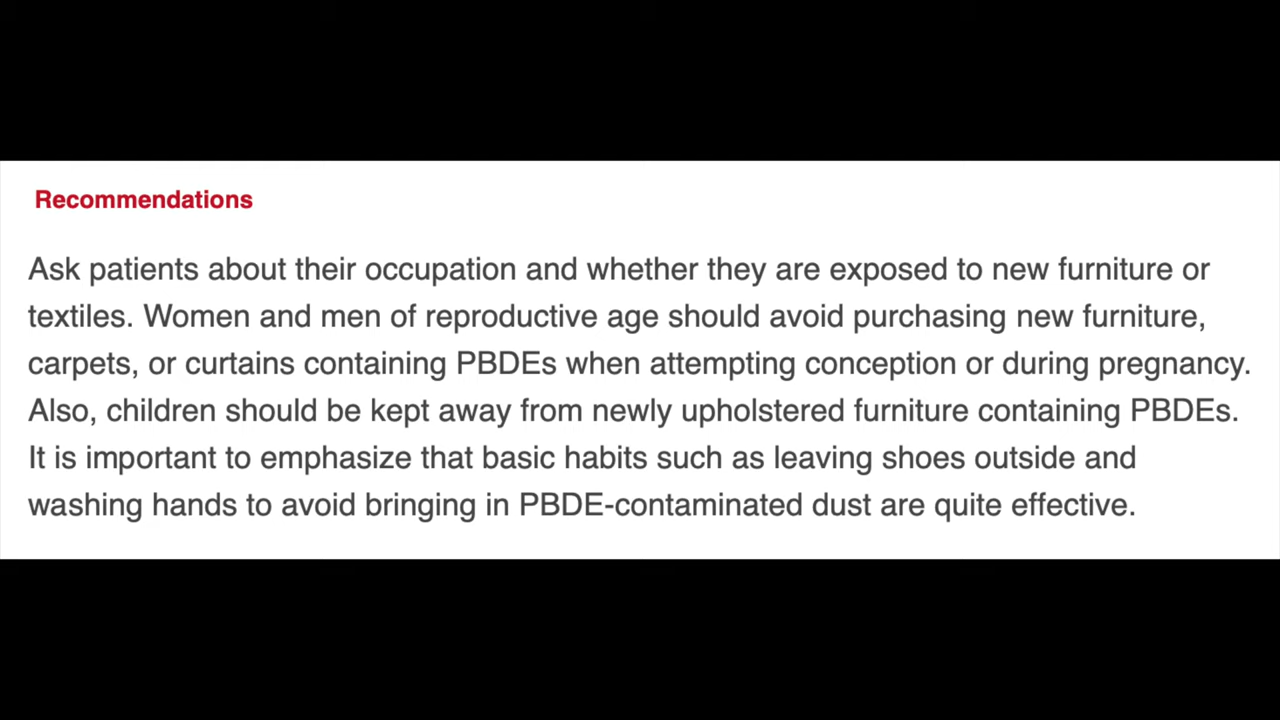 Recommendations
Ask patients about their occupation and whether they are exposed to new furniture or
textiles. Women and men of reproductive age should avoid purchasing new furniture,
carpets, or curtains containing PBDEs when attempting conception or during pregnancy.
Also, children should be kept away from newly upholstered furniture containing PBDEs.
It is important to emphasize that basic habits such as leaving shoes outside and
washing hands to avoid bringing in PBDE-contaminated dust are quite effective.